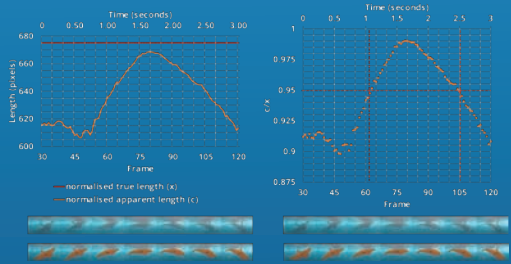 Time (seconds)
0 0 50 1 00 1 50 2 00 2 50 3 00
680
660
640
620
600
Length (pixels)
30 45 60 75 90 105 120
Frame
normalised true length (x)
normalised apparent length (c)
Time (seconds)
0 0 5 1 1 5 2 2 5 3
1
0.975
0.95
0.925
0.9
0.875
c/x
30 45 60 75 90 105 120
Frame